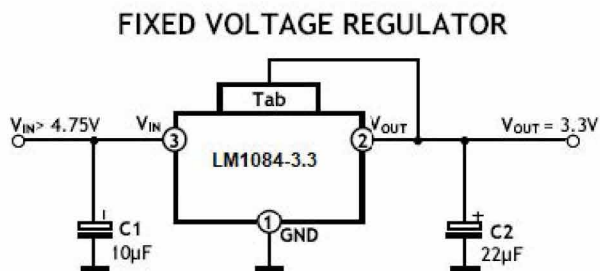 FIXED VOLTAGE REGULATOR
Tab
VIN> 4.75V
VIN
VOUT
VOUT = 3.3V
3
LM1084-3.3
2
1
GND
+
C1
10µF
C2
22µF